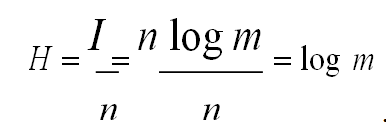 H = I/n = n log m/n = log m .